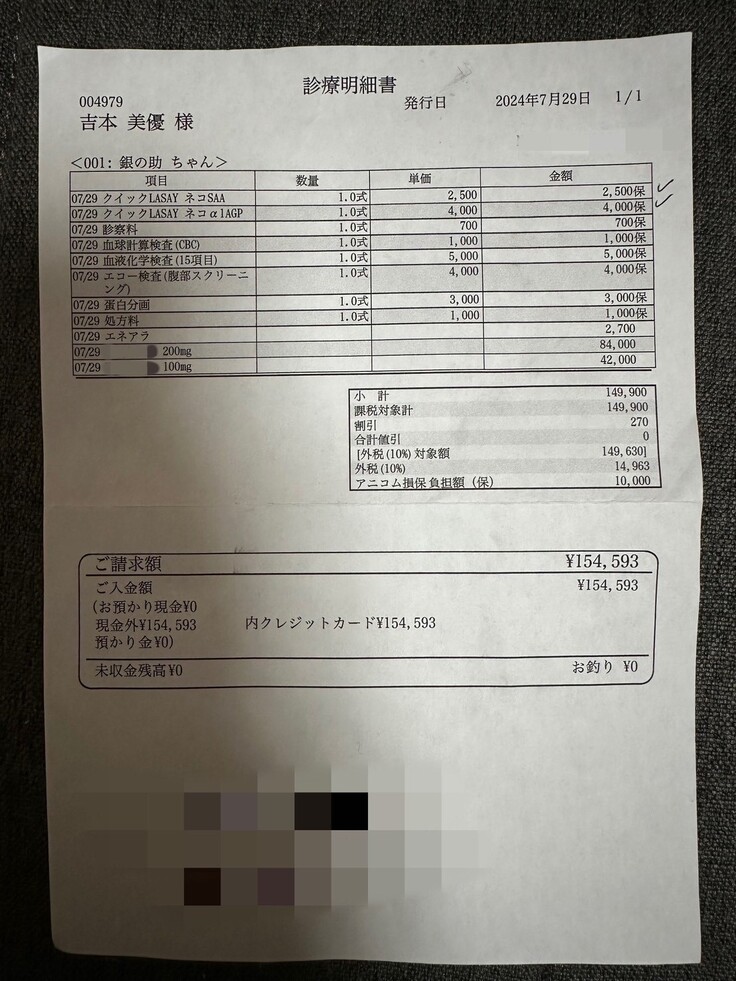 診療明細書
004979
発行日 2024年7月29日 1/1
吉本 美優 様
<001: 銀の助 ちゃん>
項目 数量 単価 金額
07/29 クイックLASAY ネコSAA 1.0式 2,500 2,500保
07/29 クイックLASAY ネコα1AGP 1.0式 4,000 4,000保
07/29 診察料 1.0式 700 700保
07/29 血球計算検査(CBC) 1.0式 1,000 1,000保
07/29 血液化学検査(15項目) 1.0式 5,000 5,000保
07/29 エコー検査(腹部スクリーニ 1.0式 4,000 4,000保
ング)
07/29 蛋白分画 1.0式 3,000 3,000保
07/29 処方料 1.0式 1,000 1,000保
07/29 エネアラ 2,700
07/29 200mg 84,000
07/29 100mg 42,000
小 計 149,900
課税対象計 149,900
割引 270
合計値引 0
[外税(10%)対象額 149,630]
外税(10%) 14,963
アニコム損保負担額(保) 10,000
ご請求額 ¥154,593
ご入金額 ¥154,593
(お預かり現金¥0
現金外¥154,593 内クレジットカード¥154,593
預かり金¥0)
未収金残高¥0 お釣り ¥0